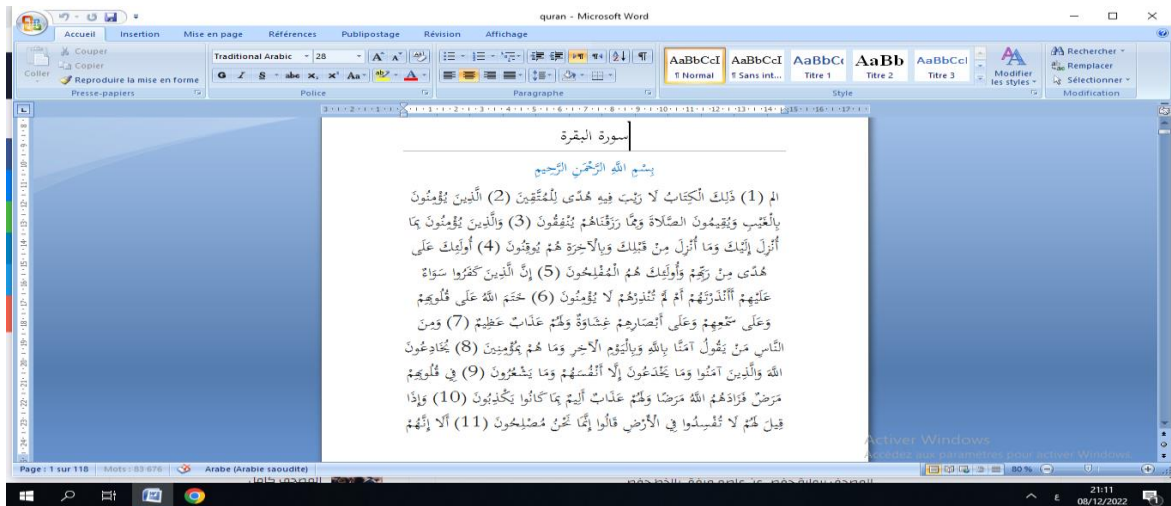 quran - Microsoft Word
Accueil Insertion Mise en page Références Publipostage Révision Affichage
Coller
Couper
Copier
Reproduire la mise en forme
Presse-papiers
Traditional Arabic 28
G I S abc x, x² Aa
Police
Paragraphe
AaBbCcI AaBbCcI AaBbC AaBb AaBbCcI
¶ Normal ¶ Sans int... Titre 1 Titre 2 Titre 3
Modifier les styles
Style
Rechercher
Remplacer
Sélectionner
Modification
سورة البقرة
بِسْمِ اللَّهِ الرَّحْمَنِ الرَّحِيمِ
الم (1) ذَلِكَ الْكِتَابُ لَا رَيْبَ فِيهِ هُدًى لِلْمُتَّقِينَ (2) الَّذِينَ يُؤْمِنُونَ
بِالْغَيْبِ وَيُقِيمُونَ الصَّلَاةَ وَمِمَّا رَزَقْنَاهُمْ يُنْفِقُونَ (3) وَالَّذِينَ يُؤْمِنُونَ بِمَا
أُنْزِلَ إِلَيْكَ وَمَا أُنْزِلَ مِنْ قَبْلِكَ وَبِالْآخِرَةِ هُمْ يُوقِنُونَ (4) أُولَئِكَ عَلَى
هُدًى مِنْ رَبِّهِمْ وَأُولَئِكَ هُمُ الْمُفْلِحُونَ (5) إِنَّ الَّذِينَ كَفَرُوا سَوَاءٌ
عَلَيْهِمْ أَأَنْذَرْتَهُمْ أَمْ لَمْ تُنْذِرْهُمْ لَا يُؤْمِنُونَ (6) خَتَمَ اللَّهُ عَلَى قُلُوبِهِمْ
وَعَلَى سَمْعِهِمْ وَعَلَى أَبْصَارِهِمْ غِشَاوَةٌ وَلَهُمْ عَذَابٌ عَظِيمٌ (7) وَمِنَ
النَّاسِ مَنْ يَقُولُ آمَنَّا بِاللَّهِ وَبِالْيَوْمِ الْآخِرِ وَمَا هُمْ بِمُؤْمِنِينَ (8) يُخَادِعُونَ
اللَّهَ وَالَّذِينَ آمَنُوا وَمَا يَخْدَعُونَ إِلَّا أَنْفُسَهُمْ وَمَا يَشْعُرُونَ (9) فِي قُلُوبِهِمْ
مَرَضٌ فَزَادَهُمُ اللَّهُ مَرَضًا وَلَهُمْ عَذَابٌ أَلِيمٌ بِمَا كَانُوا يَكْذِبُونَ (10) وَإِذَا
قِيلَ لَهُمْ لَا تُفْسِدُوا فِي الْأَرْضِ قَالُوا إِنَّمَا نَحْنُ مُصْلِحُونَ (11) أَلَا إِنَّهُمْ
Activer Windows
Accédez aux paramètres pour activer Windows.
Page : 1 sur 118 Mots : 83 676 Arabe (Arabie saoudite) 80 %
21:11
08/12/2022